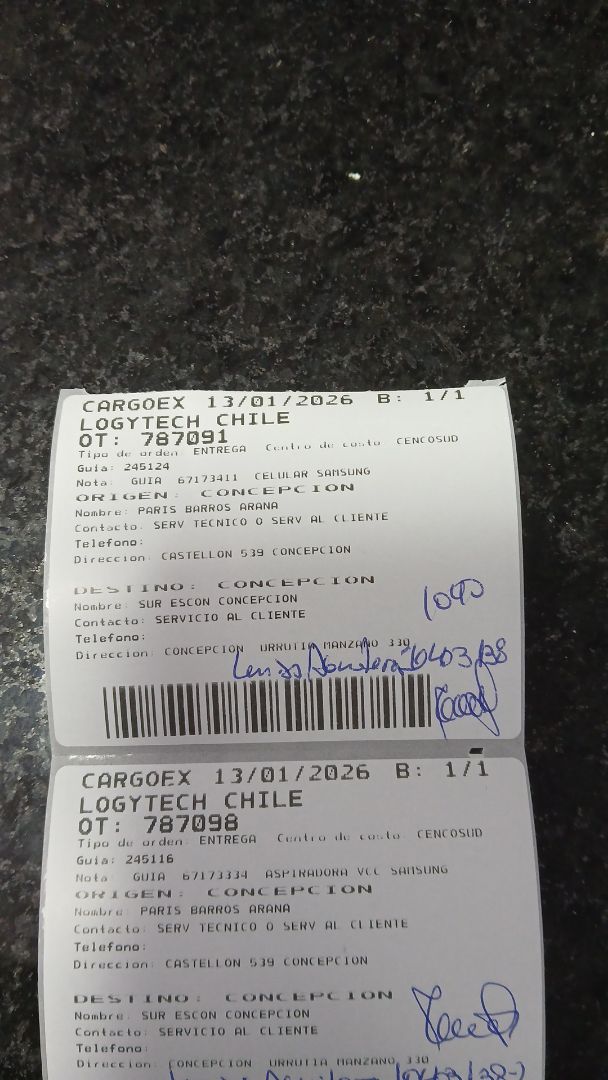 CARGOEX 13/01/2026 B: 1/1
LOGYTECH CHILE
OT: 787091
Tipo de orden: ENTREGA Centro de costo: CENCOSUD
Guia: 245124
Nota: GUIA 67173411 CELULAR SAMSUNG
ORIGEN: CONCEPCION
Nombre: PARIS BARROS ARANA
Contacto: SERV TECNICO O SERV AL CLIENTE
Telefono:
Direccion: CASTELLON 539 CONCEPCION
DESTINO: CONCEPCION
Nombre: SUR ESCON CONCEPCION
Contacto: SERVICIO AL CLIENTE
Telefono:
Direccion: CONCEPCION URRUTIA MANZANO 330
CARGOEX 13/01/2026 B: 1/1
LOGYTECH CHILE
OT: 787098
Tipo de orden: ENTREGA Centro de costo: CENCOSUD
Guia: 245116
Nota: GUIA 67173334 ASPIRADORA VCC SAMSUNG
ORIGEN: CONCEPCION
Nombre: PARIS BARROS ARANA
Contacto: SERV TECNICO O SERV AL CLIENTE
Telefono:
Direccion: CASTELLON 539 CONCEPCION
DESTINO: CONCEPCION
Nombre: SUR ESCON CONCEPCION
Contacto: SERVICIO AL CLIENTE
Telefono:
Direccion: CONCEPCION URRUTIA MANZANO 330